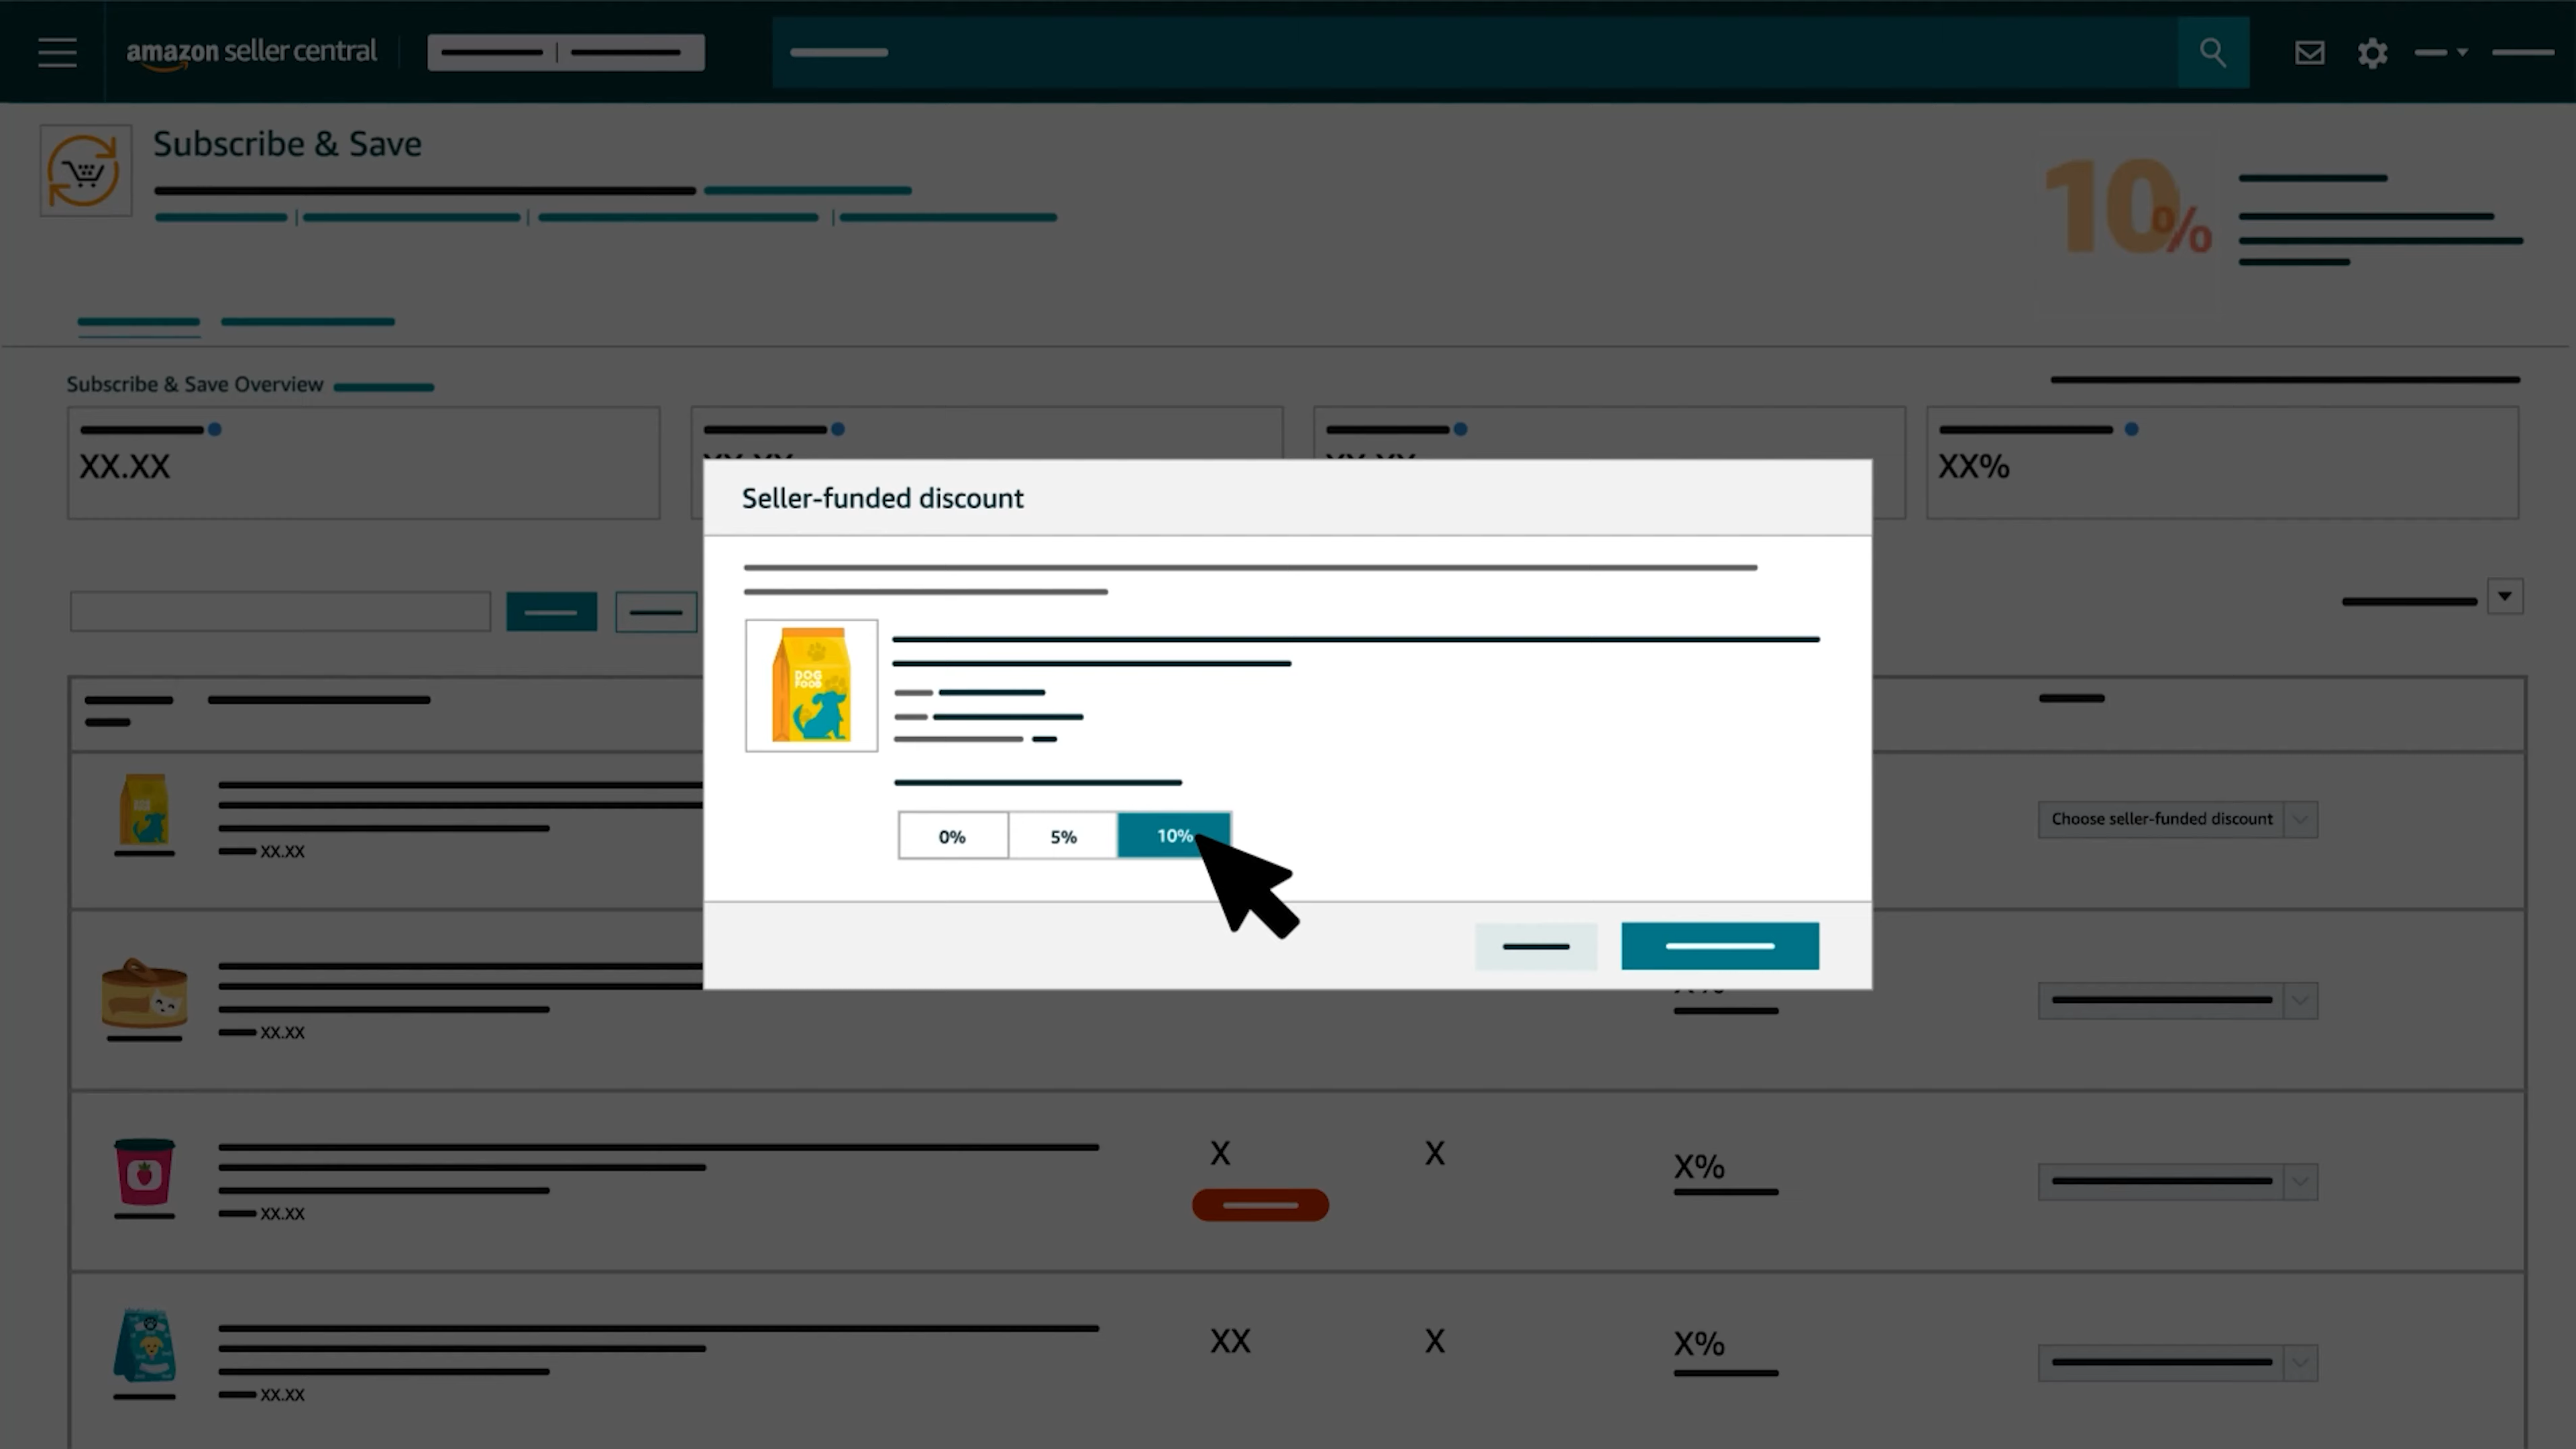 amazon seller central
Subscribe & Save
10%
Subscribe & Save Overview
XX.XX
XX%
Seller-funded discount
DOG
FOOD
0%
5%
10%
Choose seller-funded discount
XX.XX
XX.XX
X
X
X%
XX.XX
XX
X
X%
XX.XX